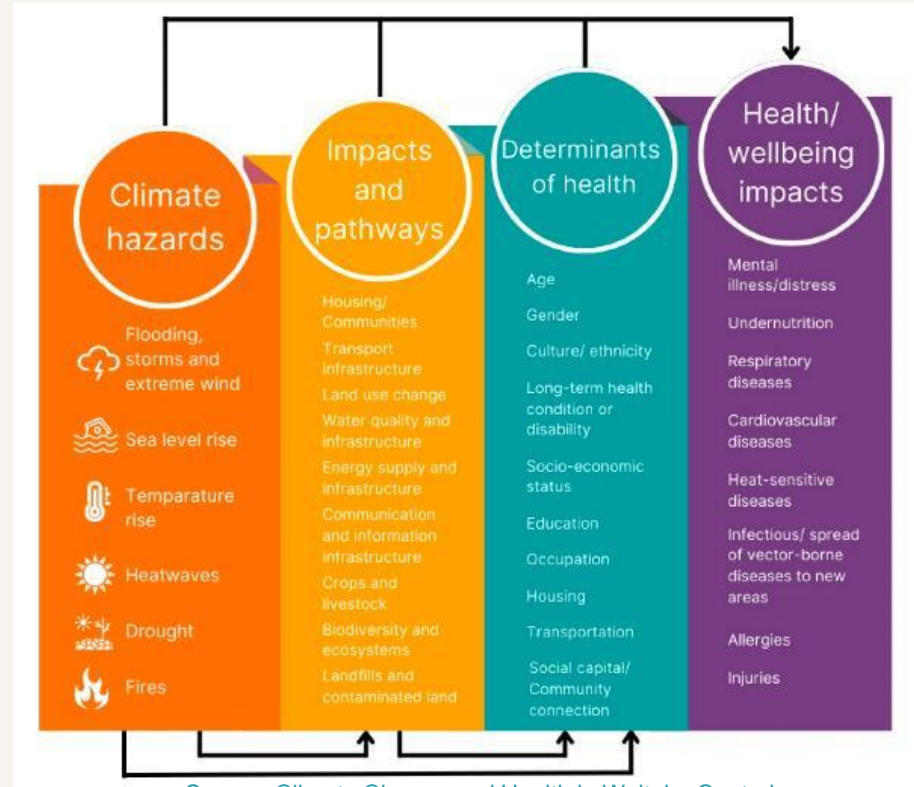 Climate
hazards
Flooding,
storms and
extreme wind
Sea level rise
Temparature
rise
Heatwaves
Drought
Fires
Impacts
and
pathways
Housing/
Communities
Transport
infrastructure
Land use change
Water quality and
infrastructure
Energy supply and
infrastructure
Communication
and information
infrastructure
Crops and
livestock
Biodiversity and
ecosystems
Landfills and
contaminated land
Determinants
of health
Age
Gender
Culture/ ethnicity
Long-term health
condition or
disability
Socio-economic
status
Education
Occupation
Housing
Transportation
Social capital/
Community
connection
Health/
wellbeing
impacts
Mental
illness/distress
Undernutrition
Respiratory
diseases
Cardiovascular
diseases
Heat-sensitive
diseases
Infectious/ spread
of vector-borne
diseases to new
areas
Allergies
Injuries
Climate Change and Health in